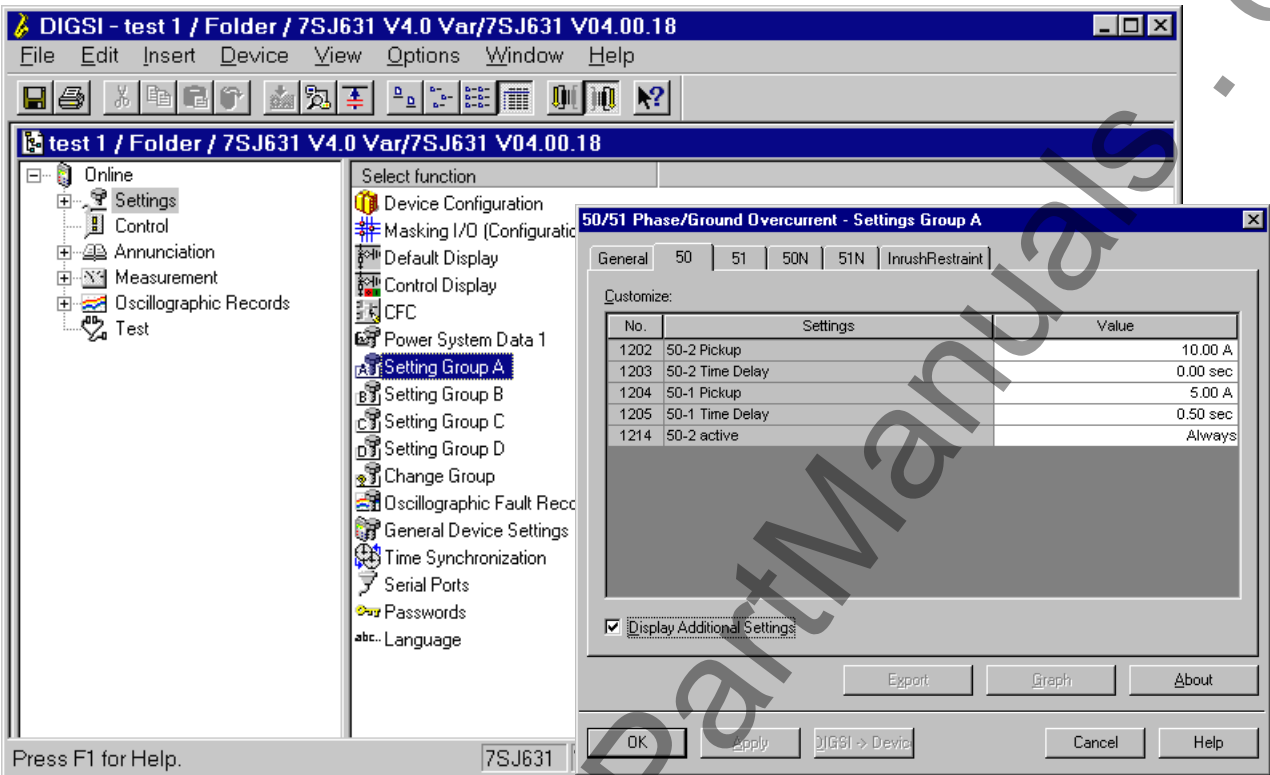 DIGSI - test 1 / Folder / 7SJ631 V4.0 Var/7SJ631 V04.00.18
File Edit Insert Device View Options Window Help
test 1 / Folder / 7SJ631 V4.0 Var/7SJ631 V04.00.18
Online
Settings
Control
Annunciation
Measurement
Oscillographic Records
Test
Select function
Device Configuration
Masking I/O (Configuratio
Default Display
Control Display
CFC
Power System Data 1
Setting Group A
Setting Group B
Setting Group C
Setting Group D
Change Group
Oscillographic Fault Reco
General Device Settings
Time Synchronization
Serial Ports
Passwords
abc.. Language
50/51 Phase/Ground Overcurrent - Settings Group A
General 50 51 50N 51N InrushRestraint
Customize:
No. Settings Value
1202 50-2 Pickup 10.00 A
1203 50-2 Time Delay 0.00 sec
1204 50-1 Pickup 5.00 A
1205 50-1 Time Delay 0.50 sec
1214 50-2 active Always
Display Additional Settings
Export Graph About
OK Apply DIGSI -> Device Cancel Help
Press F1 for Help. 7SJ631
PartManuals